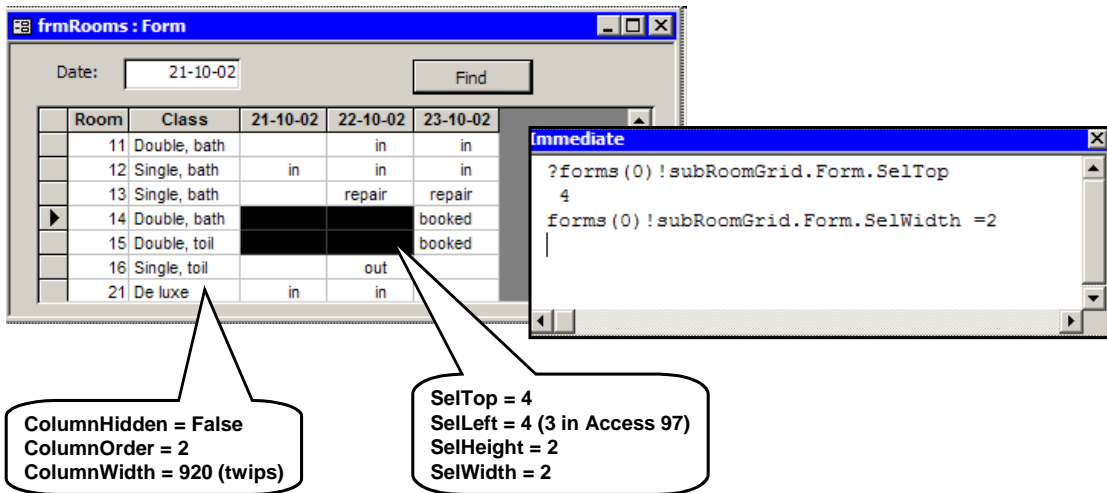 frmRooms : Form
Date: 21-10-02 Find
Room Class 21-10-02 22-10-02 23-10-02
11 Double, bath in in
12 Single, bath in in in
13 Single, bath repair repair
14 Double, bath booked
15 Double, toil booked
16 Single, toil out
21 De luxe in in
Immediate
?forms(0)!subRoomGrid.Form.SelTop
4
forms(0)!subRoomGrid.Form.SelWidth =2
ColumnHidden = False
ColumnOrder = 2
ColumnWidth = 920 (twips)
SelTop = 4
SelLeft = 4 (3 in Access 97)
SelHeight = 2
SelWidth = 2